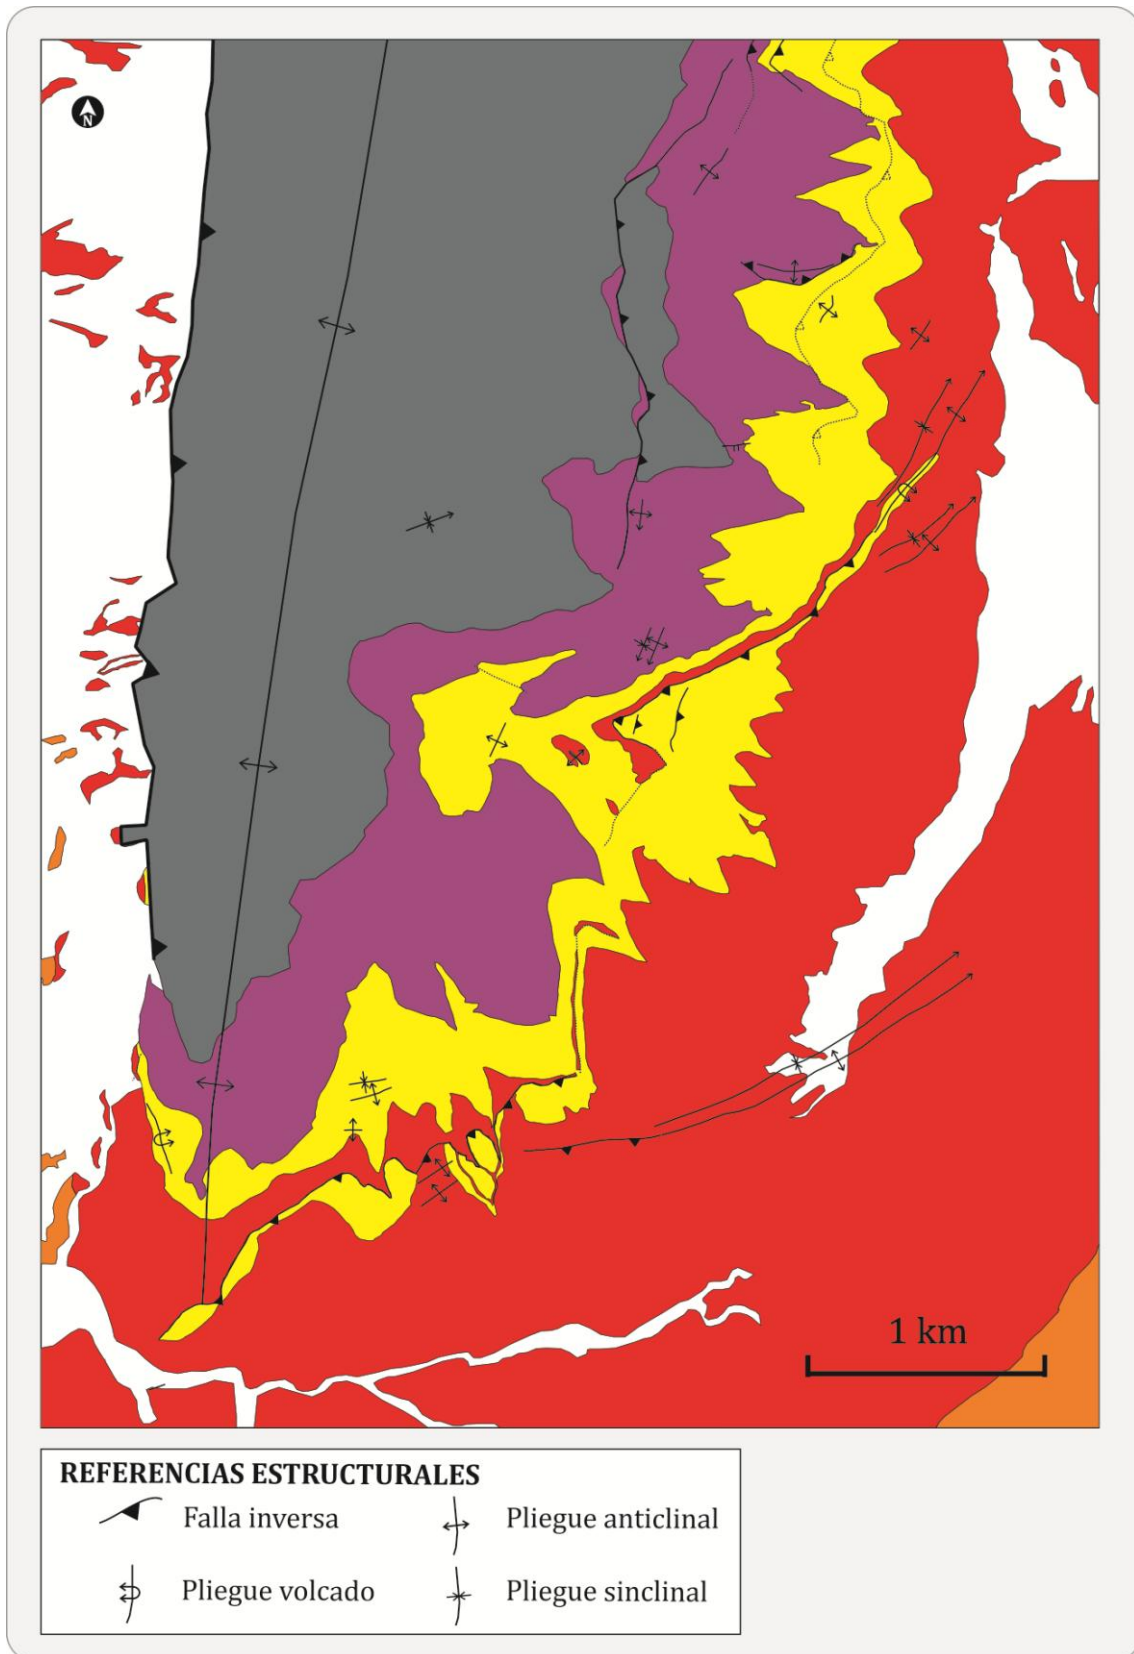 N
1 km
REFERENCIAS ESTRUCTURALES
Falla inversa
Pliegue anticlinal
Pliegue volcado
Pliegue sinclinal